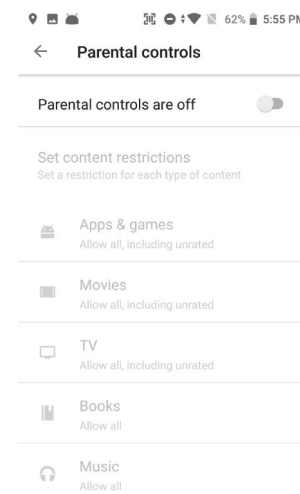 62% 5:55 PM
Parental controls
Parental controls are off
Set content restrictions
Set a restriction for each type of content
Apps & games
Allow all, including unrated
Movies
Allow all, including unrated
TV
Allow all, including unrated
Books
Allow all
Music
Allow all